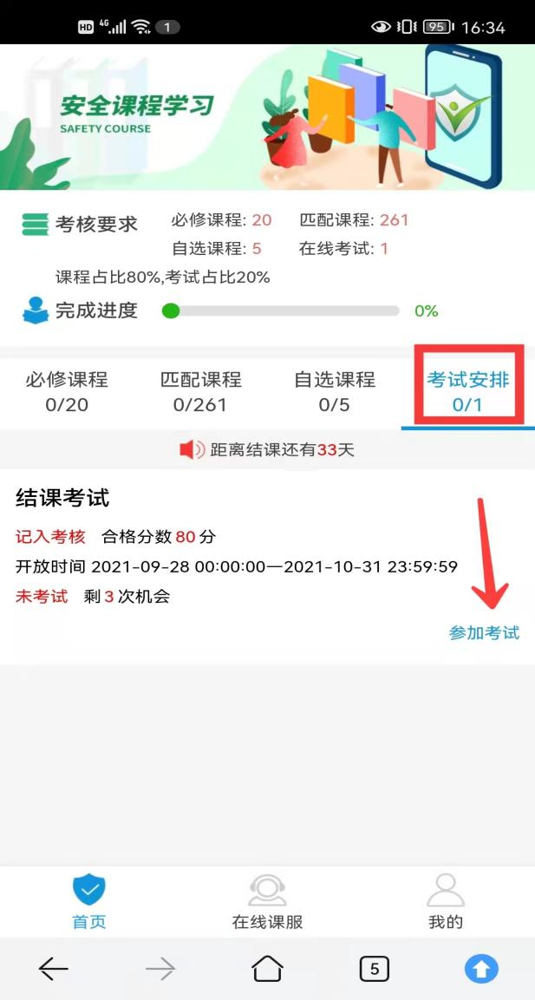 HD 4G 1 95 16:34
安全课程学习
SAFETY COURSE
考核要求 必修课程: 20 匹配课程: 261
自选课程: 5 在线考试: 1
课程占比80%,考试占比20%
完成进度 0%
必修课程 匹配课程 自选课程 考试安排
0/20 0/261 0/5 0/1
距离结课还有33天
结课考试
记入考核 合格分数80分
开放时间 2021-09-28 00:00:00—2021-10-31 23:59:59
未考试 剩3次机会
参加考试
首页 在线课服 我的
5